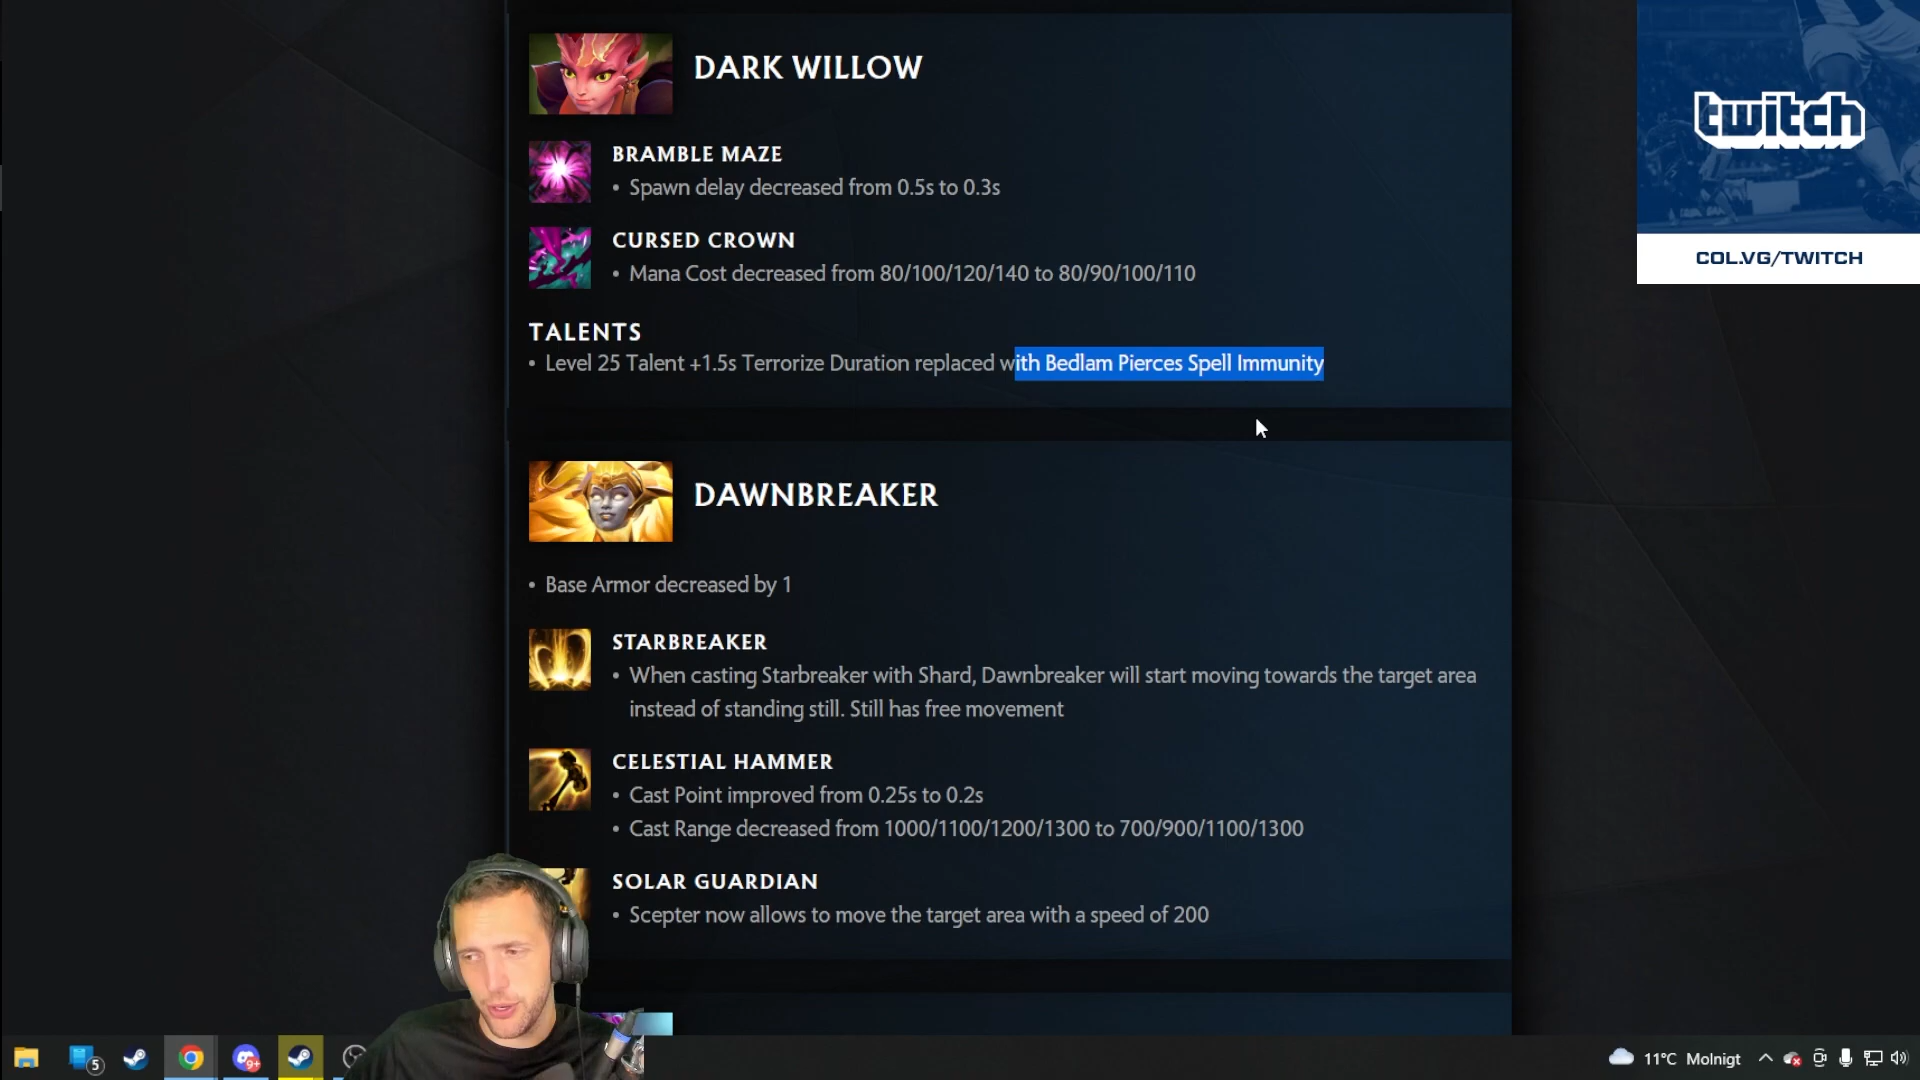 DARK WILLOW
BRAMBLE MAZE
• Spawn delay decreased from 0.5s to 0.3s
CURSED CROWN
• Mana Cost decreased from 80/100/120/140 to 80/90/100/110
TALENTS
• Level 25 Talent +1.5s Terrorize Duration replaced with Bedlam Pierces Spell Immunity
DAWNBREAKER
• Base Armor decreased by 1
STARBREAKER
• When casting Starbreaker with Shard, Dawnbreaker will start moving towards the target area
instead of standing still. Still has free movement
CELESTIAL HAMMER
• Cast Point improved from 0.25s to 0.2s
• Cast Range decreased from 1000/1100/1200/1300 to 700/900/1100/1300
SOLAR GUARDIAN
• Scepter now allows to move the target area with a speed of 200
twitch
COL.VG/TWITCH
5
9+
11°C Molnigt